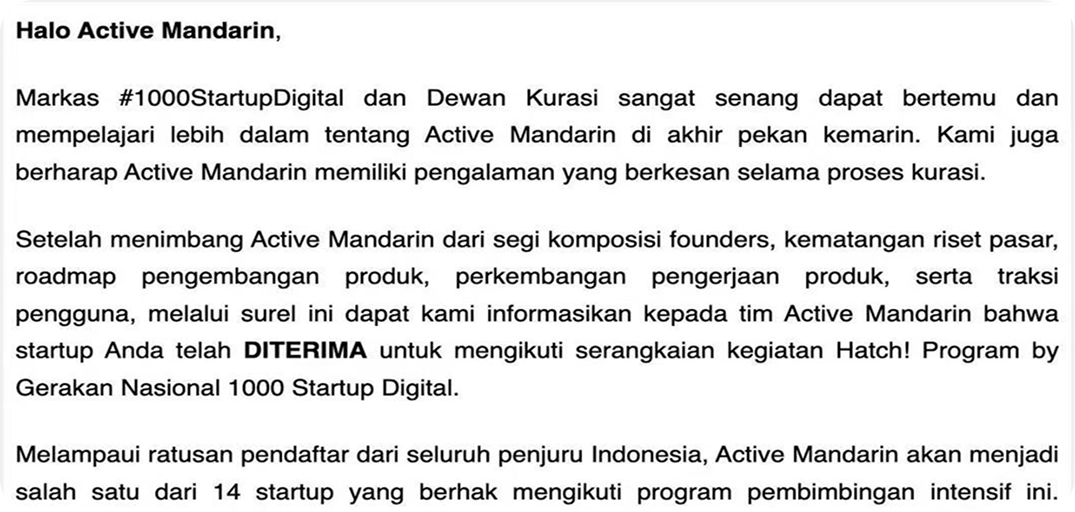 Halo Active Mandarin,
Markas #1000StartupDigital dan Dewan Kurasi sangat senang dapat bertemu dan
mempelajari lebih dalam tentang Active Mandarin di akhir pekan kemarin. Kami juga
berharap Active Mandarin memiliki pengalaman yang berkesan selama proses kurasi.
Setelah menimbang Active Mandarin dari segi komposisi founders, kematangan riset pasar,
roadmap pengembangan produk, perkembangan pengerjaan produk, serta traksi
pengguna, melalui surel ini dapat kami informasikan kepada tim Active Mandarin bahwa
startup Anda telah DITERIMA untuk mengikuti serangkaian kegiatan Hatch! Program by
Gerakan Nasional 1000 Startup Digital.
Melampaui ratusan pendaftar dari seluruh penjuru Indonesia, Active Mandarin akan menjadi
salah satu dari 14 startup yang berhak mengikuti program pembimbingan intensif ini.